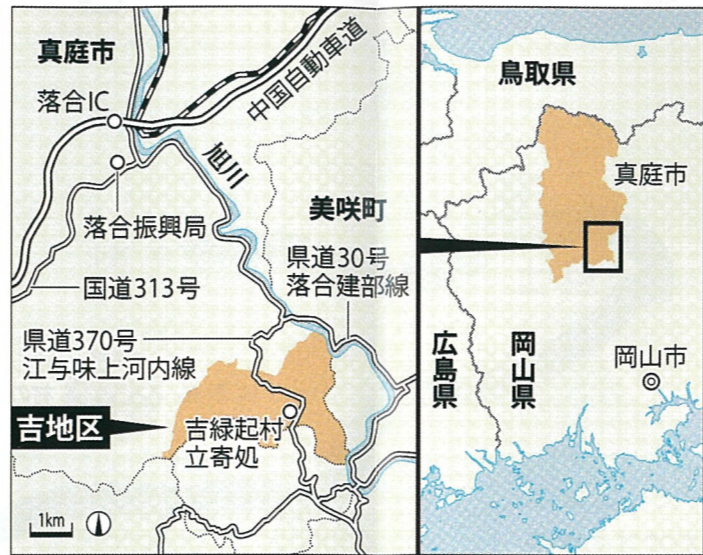 真庭市
落合IC
中国自動車道
旭川
落合振興局
美咲町
国道313号
県道30号
落合建部線
県道370号
江与味上河内線
吉地区
吉縁起村
立寄処
1km
鳥取県
真庭市
広島県
岡山県
岡山市